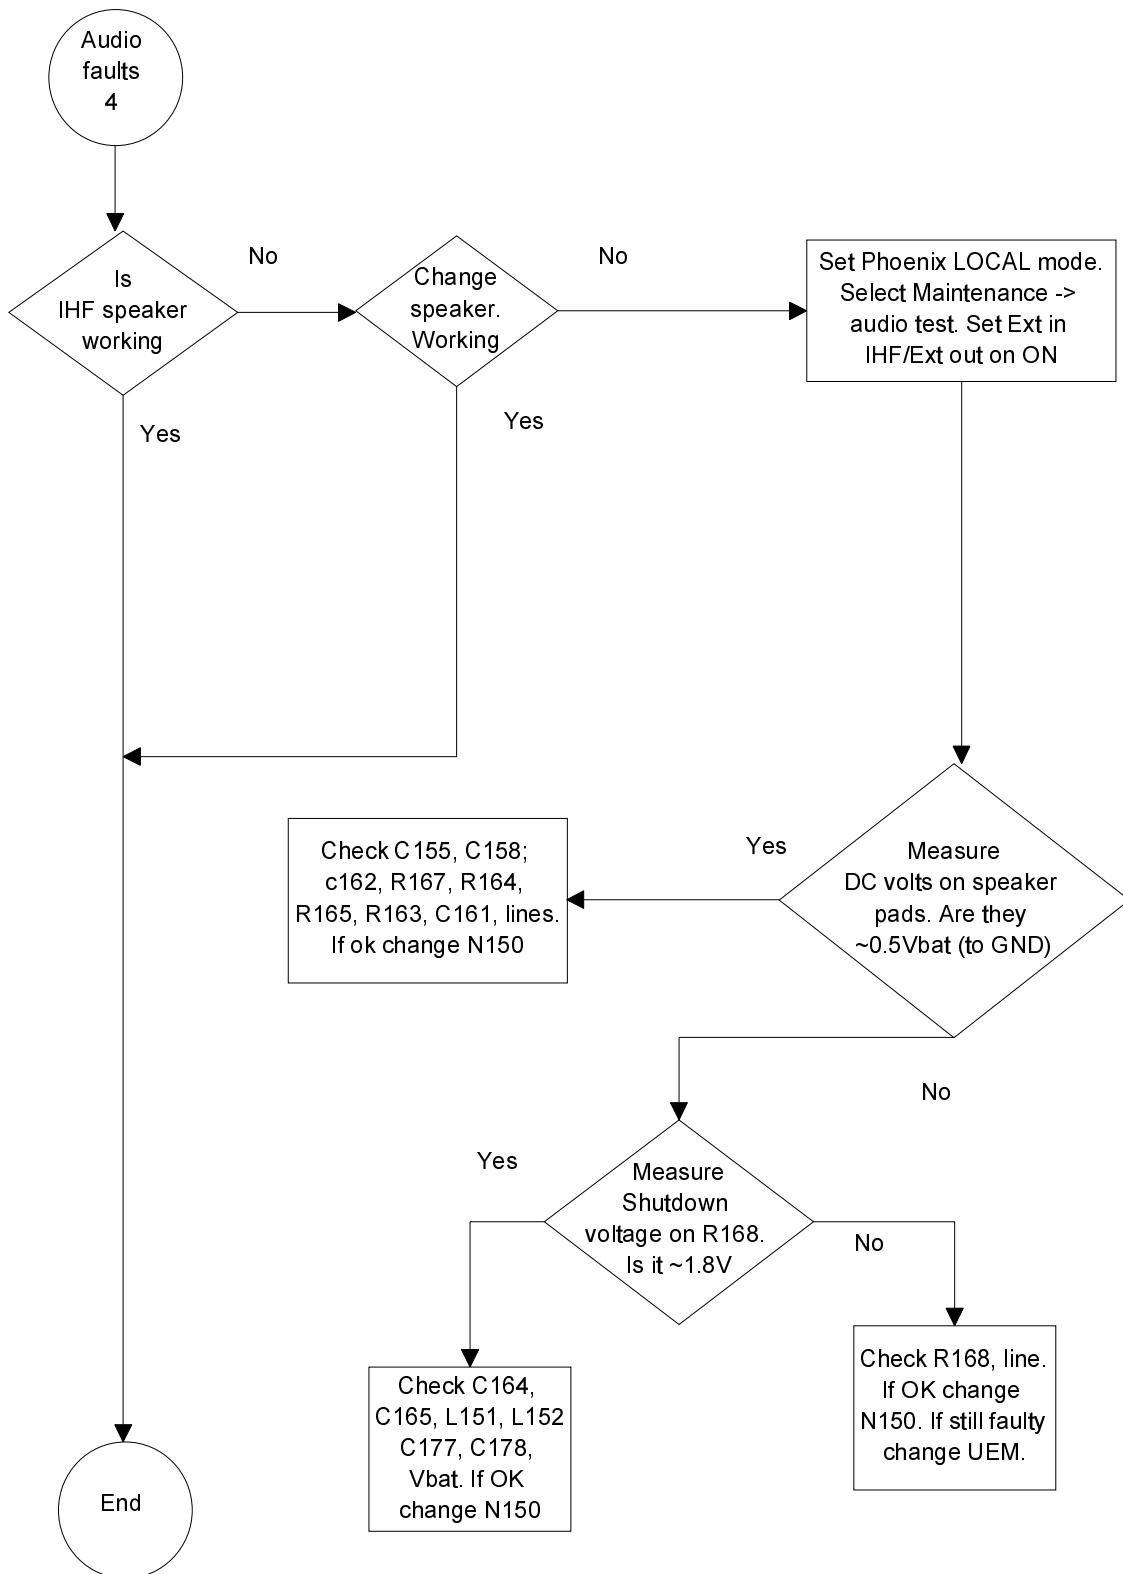 Audio
faults
4
Is
IHF speaker
working
No
Change
speaker.
Working
No
Set Phoenix LOCAL mode.
Select Maintenance ->
audio test. Set Ext in
IHF/Ext out on ON
Yes
Yes
Check C155, C158;
c162, R167, R164,
R165, R163, C161, lines.
If ok change N150
Yes
Measure
DC volts on speaker
pads. Are they
~0.5Vbat (to GND)
No
Yes
Measure
Shutdown
voltage on R168.
Is it ~1.8V
No
Check C164,
C165, L151, L152
C177, C178,
Vbat. If OK
change N150
Check R168, line.
If OK change
N150. If still faulty
change UEM.
End